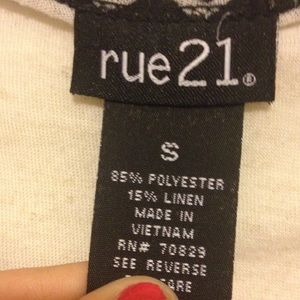 rue21®
S
85% POLYESTER
15% LINEN
MADE IN
VIETNAM
RN# 70829
SEE REVERSE
CARE